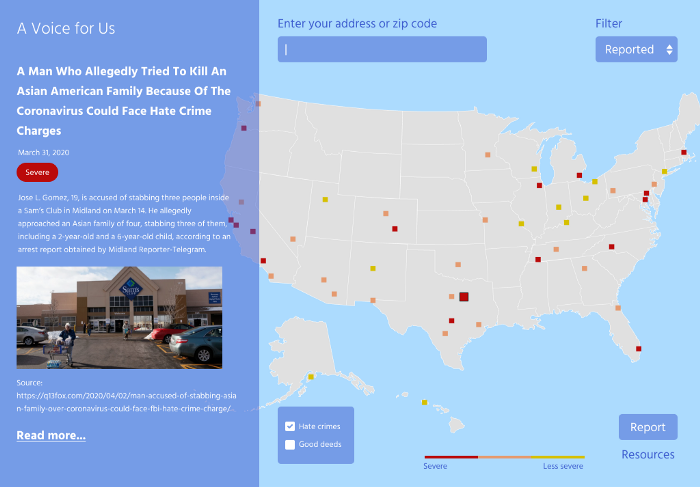 A Voice for Us
A Man Who Allegedly Tried To Kill An
Asian American Family Because Of The
Coronavirus Could Face Hate Crime
Charges
March 31, 2020
Severe
Jose L. Gomez, 19, is accused of stabbing three people inside
a Sam's Club in Midland on March 14. He allegedly
approached an Asian family of four, stabbing three of them,
including a 2-year-old and a 6-year-old child, according to an
arrest report obtained by Midland Reporter-Telegram.
Sam's
Source:
https://q13fox.com/2020/04/02/man-accused-of-stabbing-asia
n-family-over-coronavirus-could-face-fbi-hate-crime-charge/..
Read more...
Enter your address or zip code
Filter
Reported
Hate crimes
Good deeds
Severe
Less severe
Report
Resources